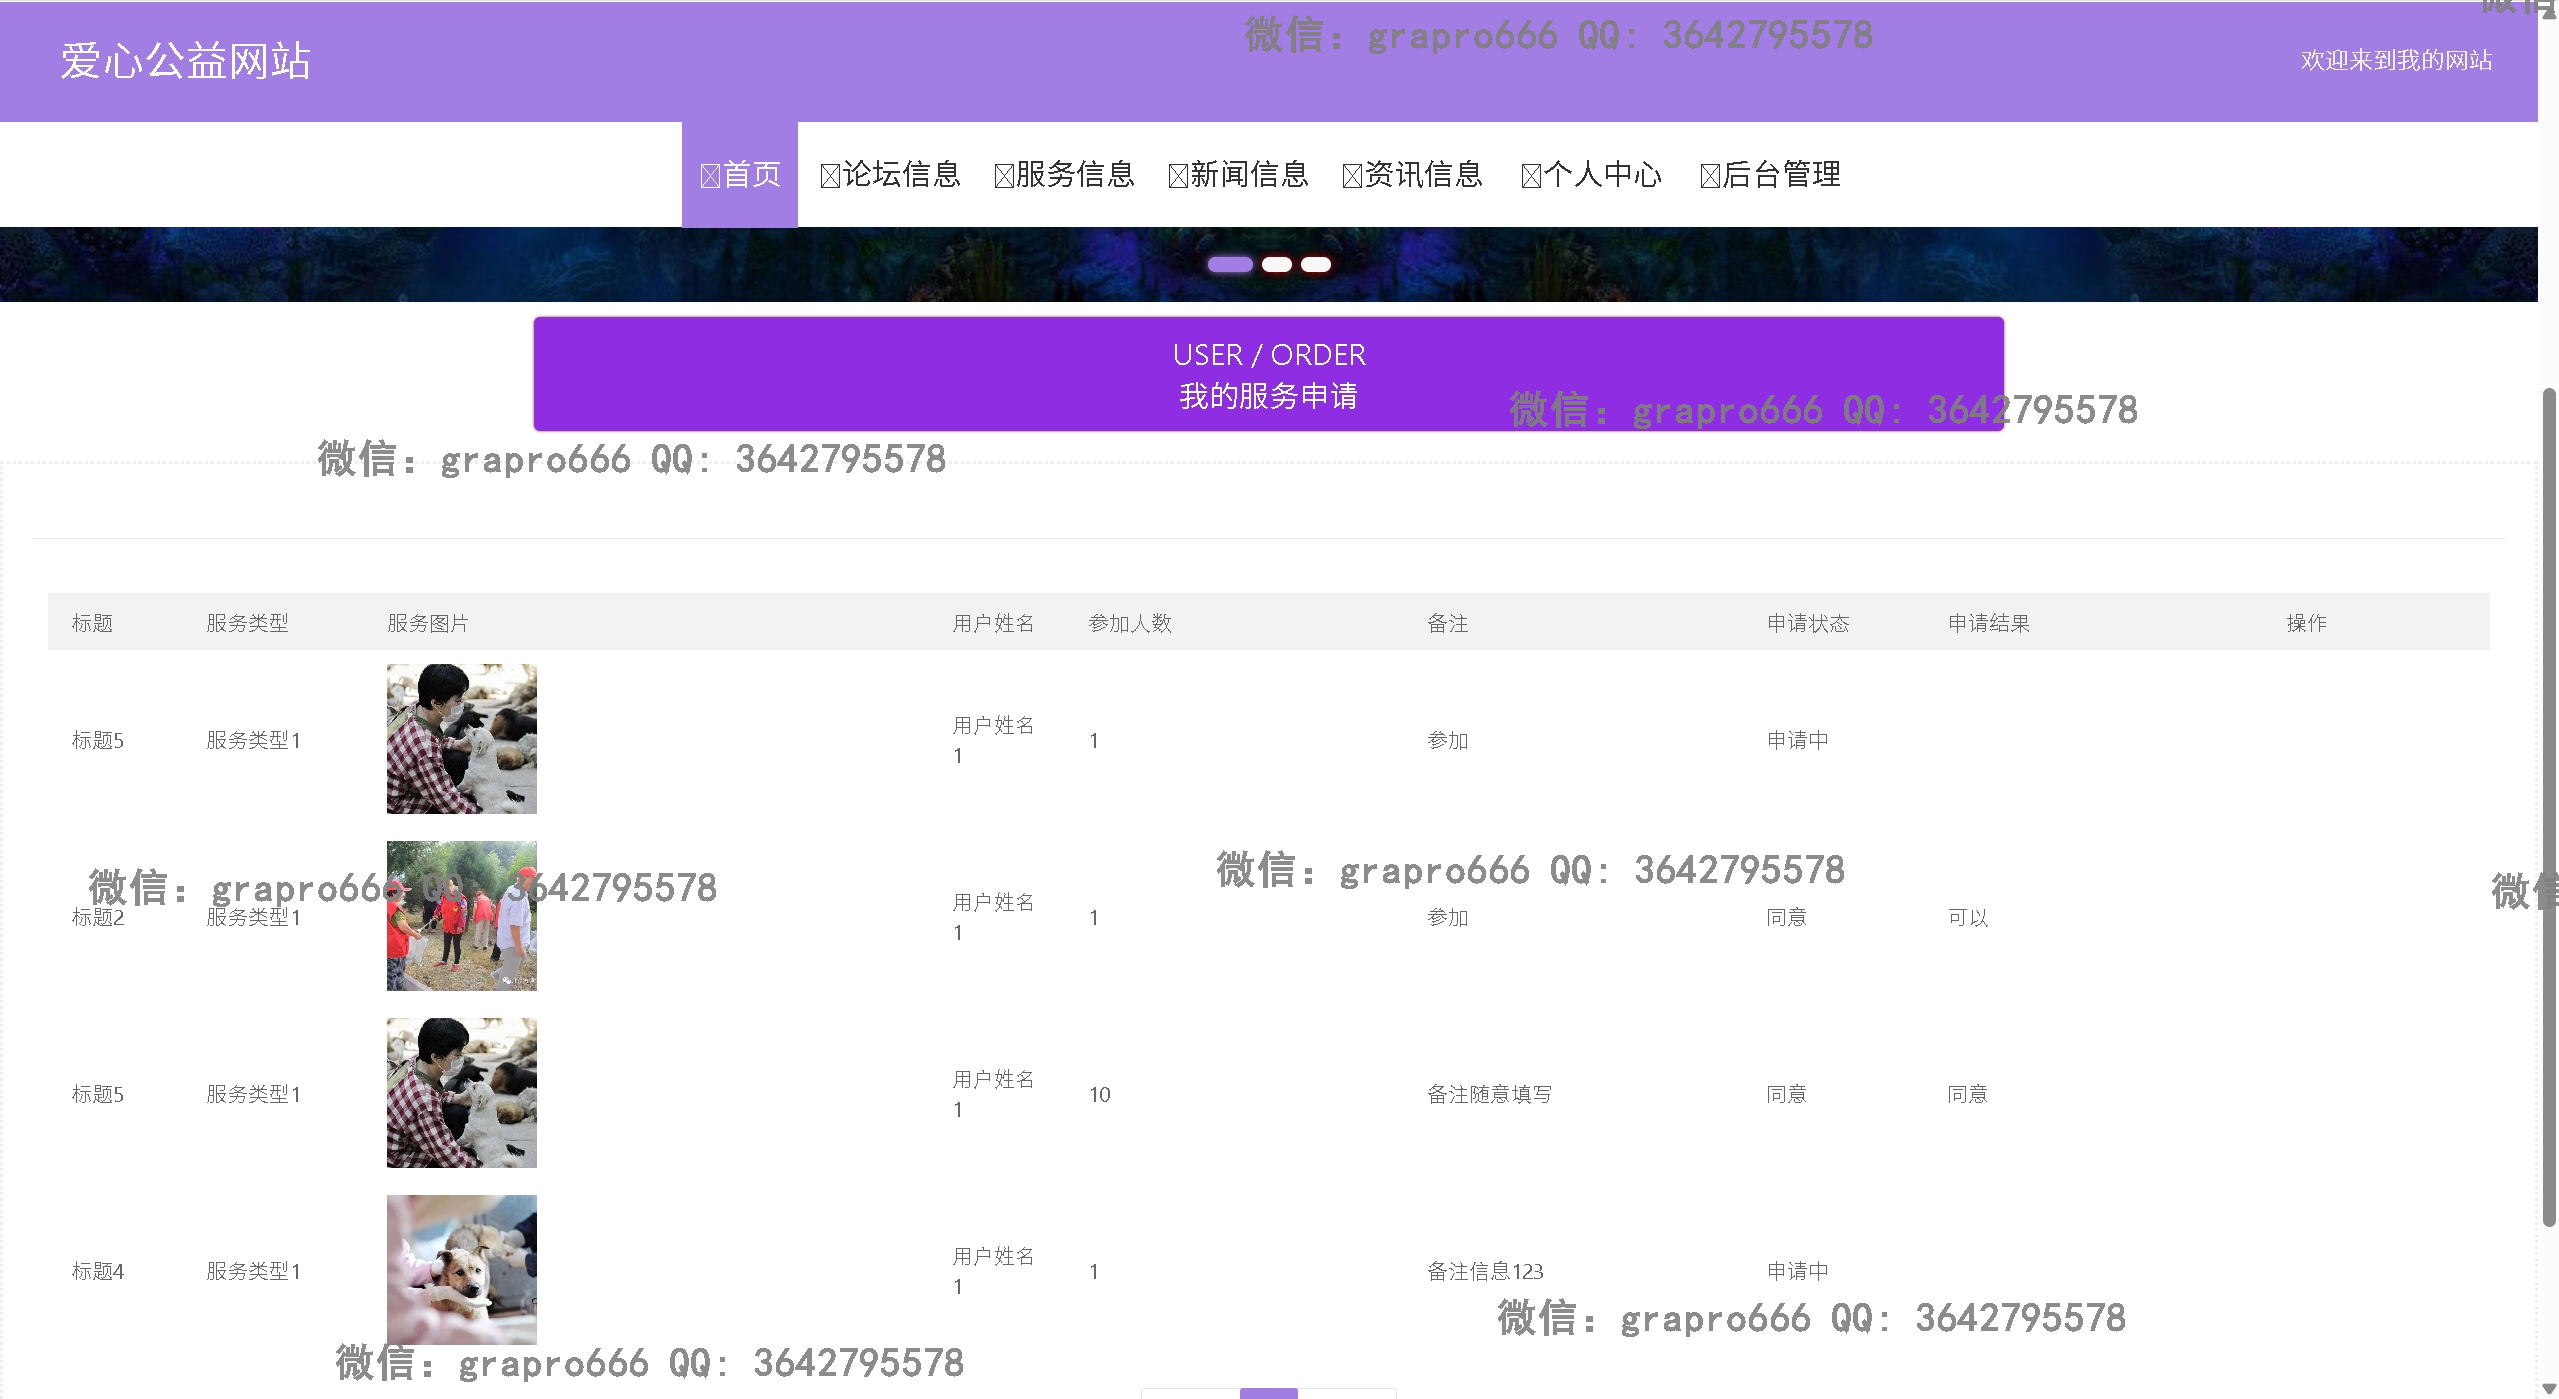 微信：grapro666 QQ: 3642795578
爱心公益网站
欢迎来到我的网站
首页 论坛信息 服务信息 新闻信息 资讯信息 个人中心 后台管理
USER / ORDER
我的服务申请
微信：grapro666 QQ: 3642795578
微信：grapro666 QQ: 3642795578
标题 服务类型 服务图片 用户姓名 参加人数 备注 申请状态 申请结果 操作
标题5 服务类型1 用户姓名1 1 参加 申请中
微信：grapro666 QQ: 3642795578
微信：grapro666 QQ: 3642795578
微信
标题2 服务类型1 用户姓名1 1 参加 同意 可以
标题5 服务类型1 用户姓名1 10 备注随意填写 同意 同意
标题4 服务类型1 用户姓名1 1 备注信息123 申请中
微信：grapro666 QQ: 3642795578
微信：grapro666 QQ: 3642795578